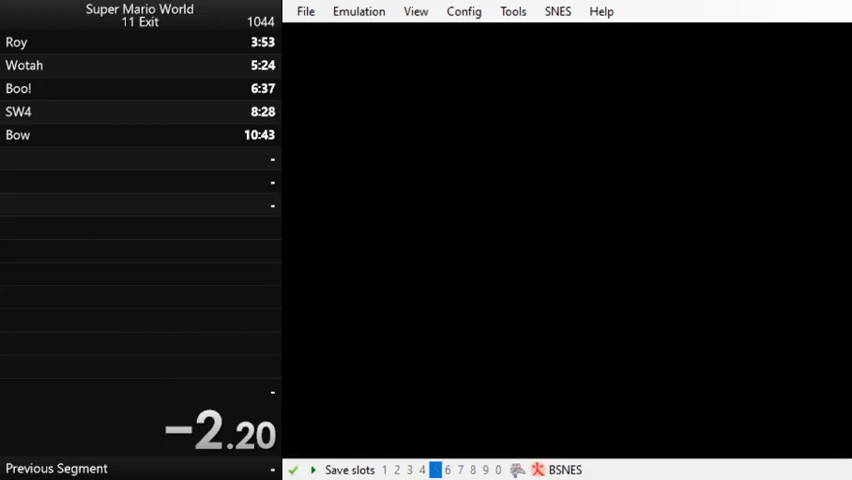 Super Mario World
11 Exit 1044
File Emulation View Config Tools SNES Help
Roy 3:53
Wotah 5:24
Boo! 6:37
SW4 8:28
Bow 10:43
-
-
-
-
-2.20
Previous Segment -
Save slots 1 2 3 4 5 6 7 8 9 0 火 BSNES